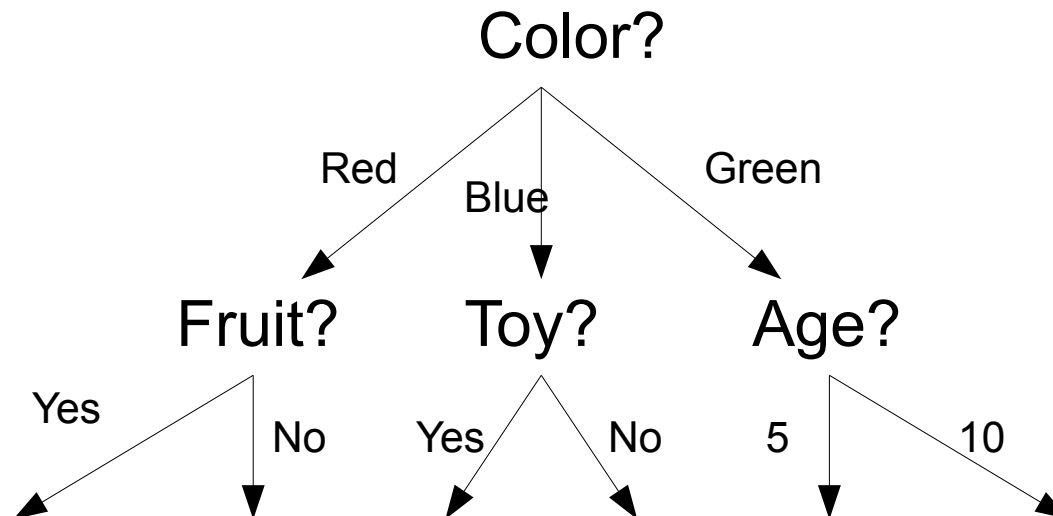 Color?
Red
Blue
Green
Fruit?
Toy?
Age?
Yes
No
Yes
No
5
10